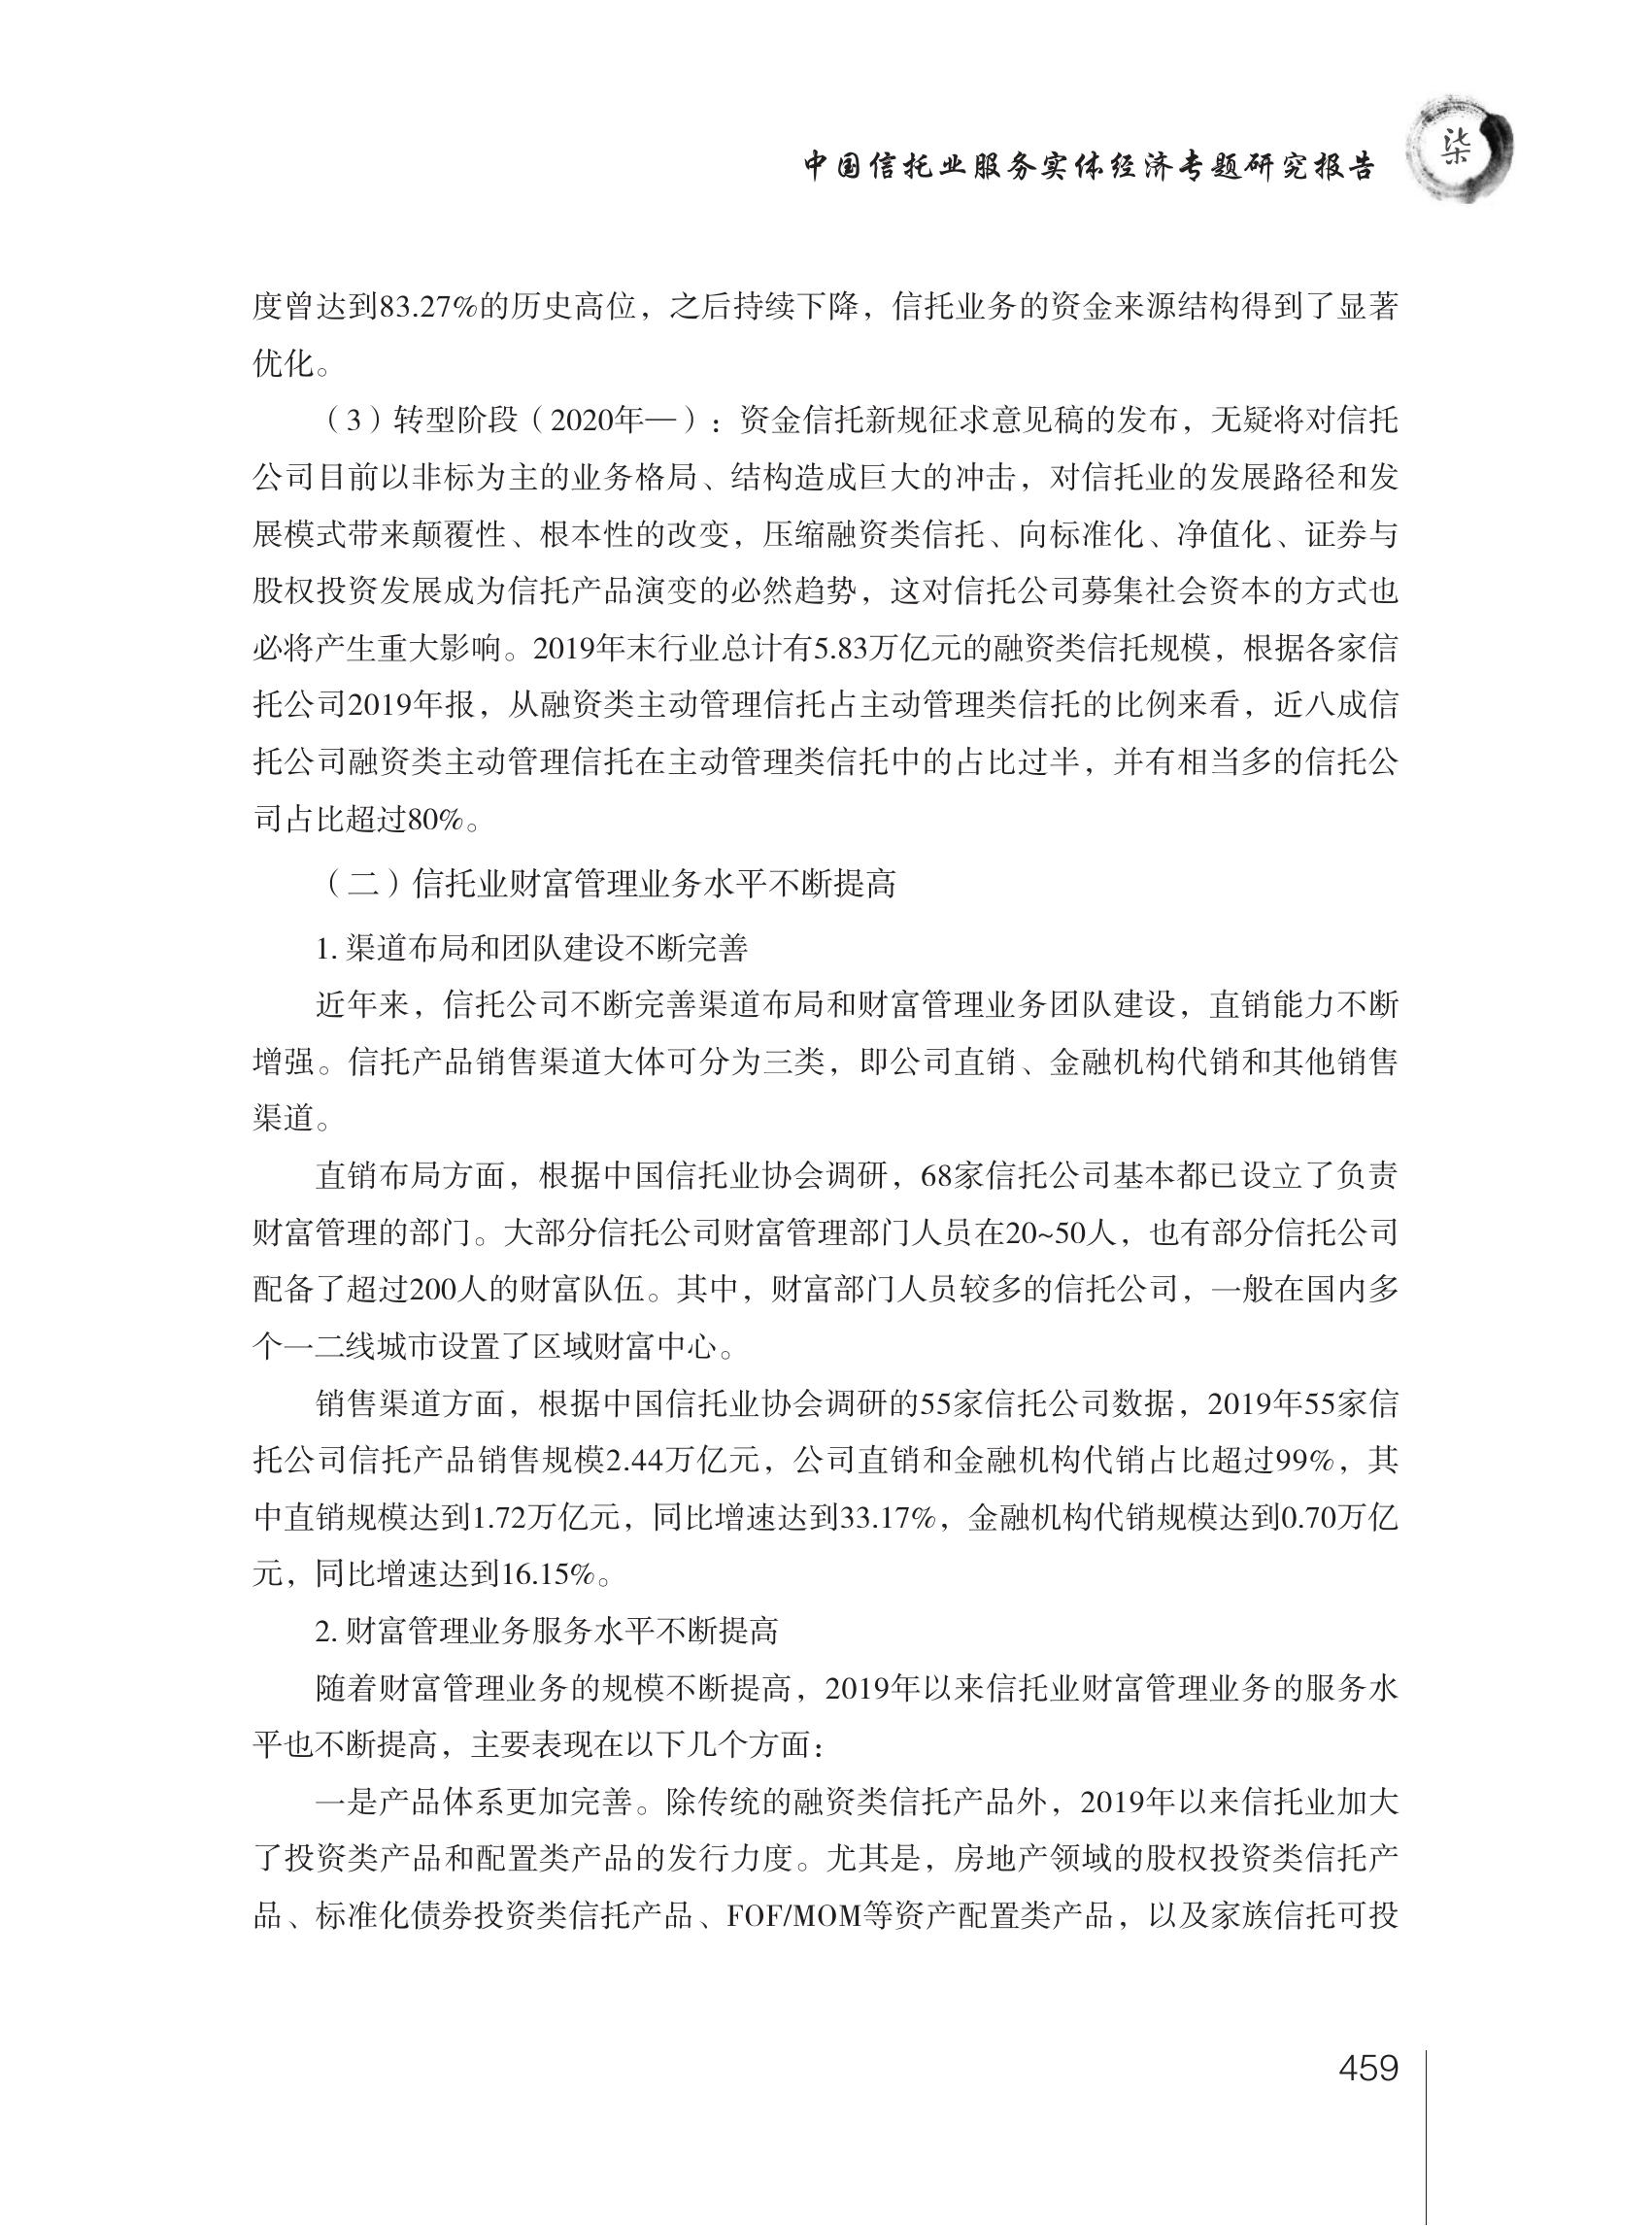 中国信托业服务实体经济专题研究报告
柒
度曾达到83.27%的历史高位，之后持续下降，信托业务的资金来源结构得到了显著
优化。
（3）转型阶段（2020年—）：资金信托新规征求意见稿的发布，无疑将对信托
公司目前以非标为主的业务格局、结构造成巨大的冲击，对信托业的发展路径和发
展模式带来颠覆性、根本性的改变，压缩融资类信托、向标准化、净值化、证券与
股权投资发展成为信托产品演变的必然趋势，这对信托公司募集社会资本的方式也
必将产生重大影响。2019年末行业总计有5.83万亿元的融资类信托规模，根据各家信
托公司2019年报，从融资类主动管理信托占主动管理类信托的比例来看，近八成信
托公司融资类主动管理信托在主动管理类信托中的占比过半，并有相当多的信托公
司占比超过80%。
（二）信托业财富管理业务水平不断提高
1. 渠道布局和团队建设不断完善
近年来，信托公司不断完善渠道布局和财富管理业务团队建设，直销能力不断
增强。信托产品销售渠道大体可分为三类，即公司直销、金融机构代销和其他销售
渠道。
直销布局方面，根据中国信托业协会调研，68家信托公司基本都已设立了负责
财富管理的部门。大部分信托公司财富管理部门人员在20~50人，也有部分信托公司
配备了超过200人的财富队伍。其中，财富部门人员较多的信托公司，一般在国内多
个一二线城市设置了区域财富中心。
销售渠道方面，根据中国信托业协会调研的55家信托公司数据，2019年55家信
托公司信托产品销售规模2.44万亿元，公司直销和金融机构代销占比超过99%，其
中直销规模达到1.72万亿元，同比增速达到33.17%，金融机构代销规模达到0.70万亿
元，同比增速达到16.15%。
2. 财富管理业务服务水平不断提高
随着财富管理业务的规模不断提高，2019年以来信托业财富管理业务的服务水
平也不断提高，主要表现在以下几个方面：
一是产品体系更加完善。除传统的融资类信托产品外，2019年以来信托业加大
了投资类产品和配置类产品的发行力度。尤其是，房地产领域的股权投资类信托产
品、标准化债券投资类信托产品、FOF/MOM等资产配置类产品，以及家族信托可投
459